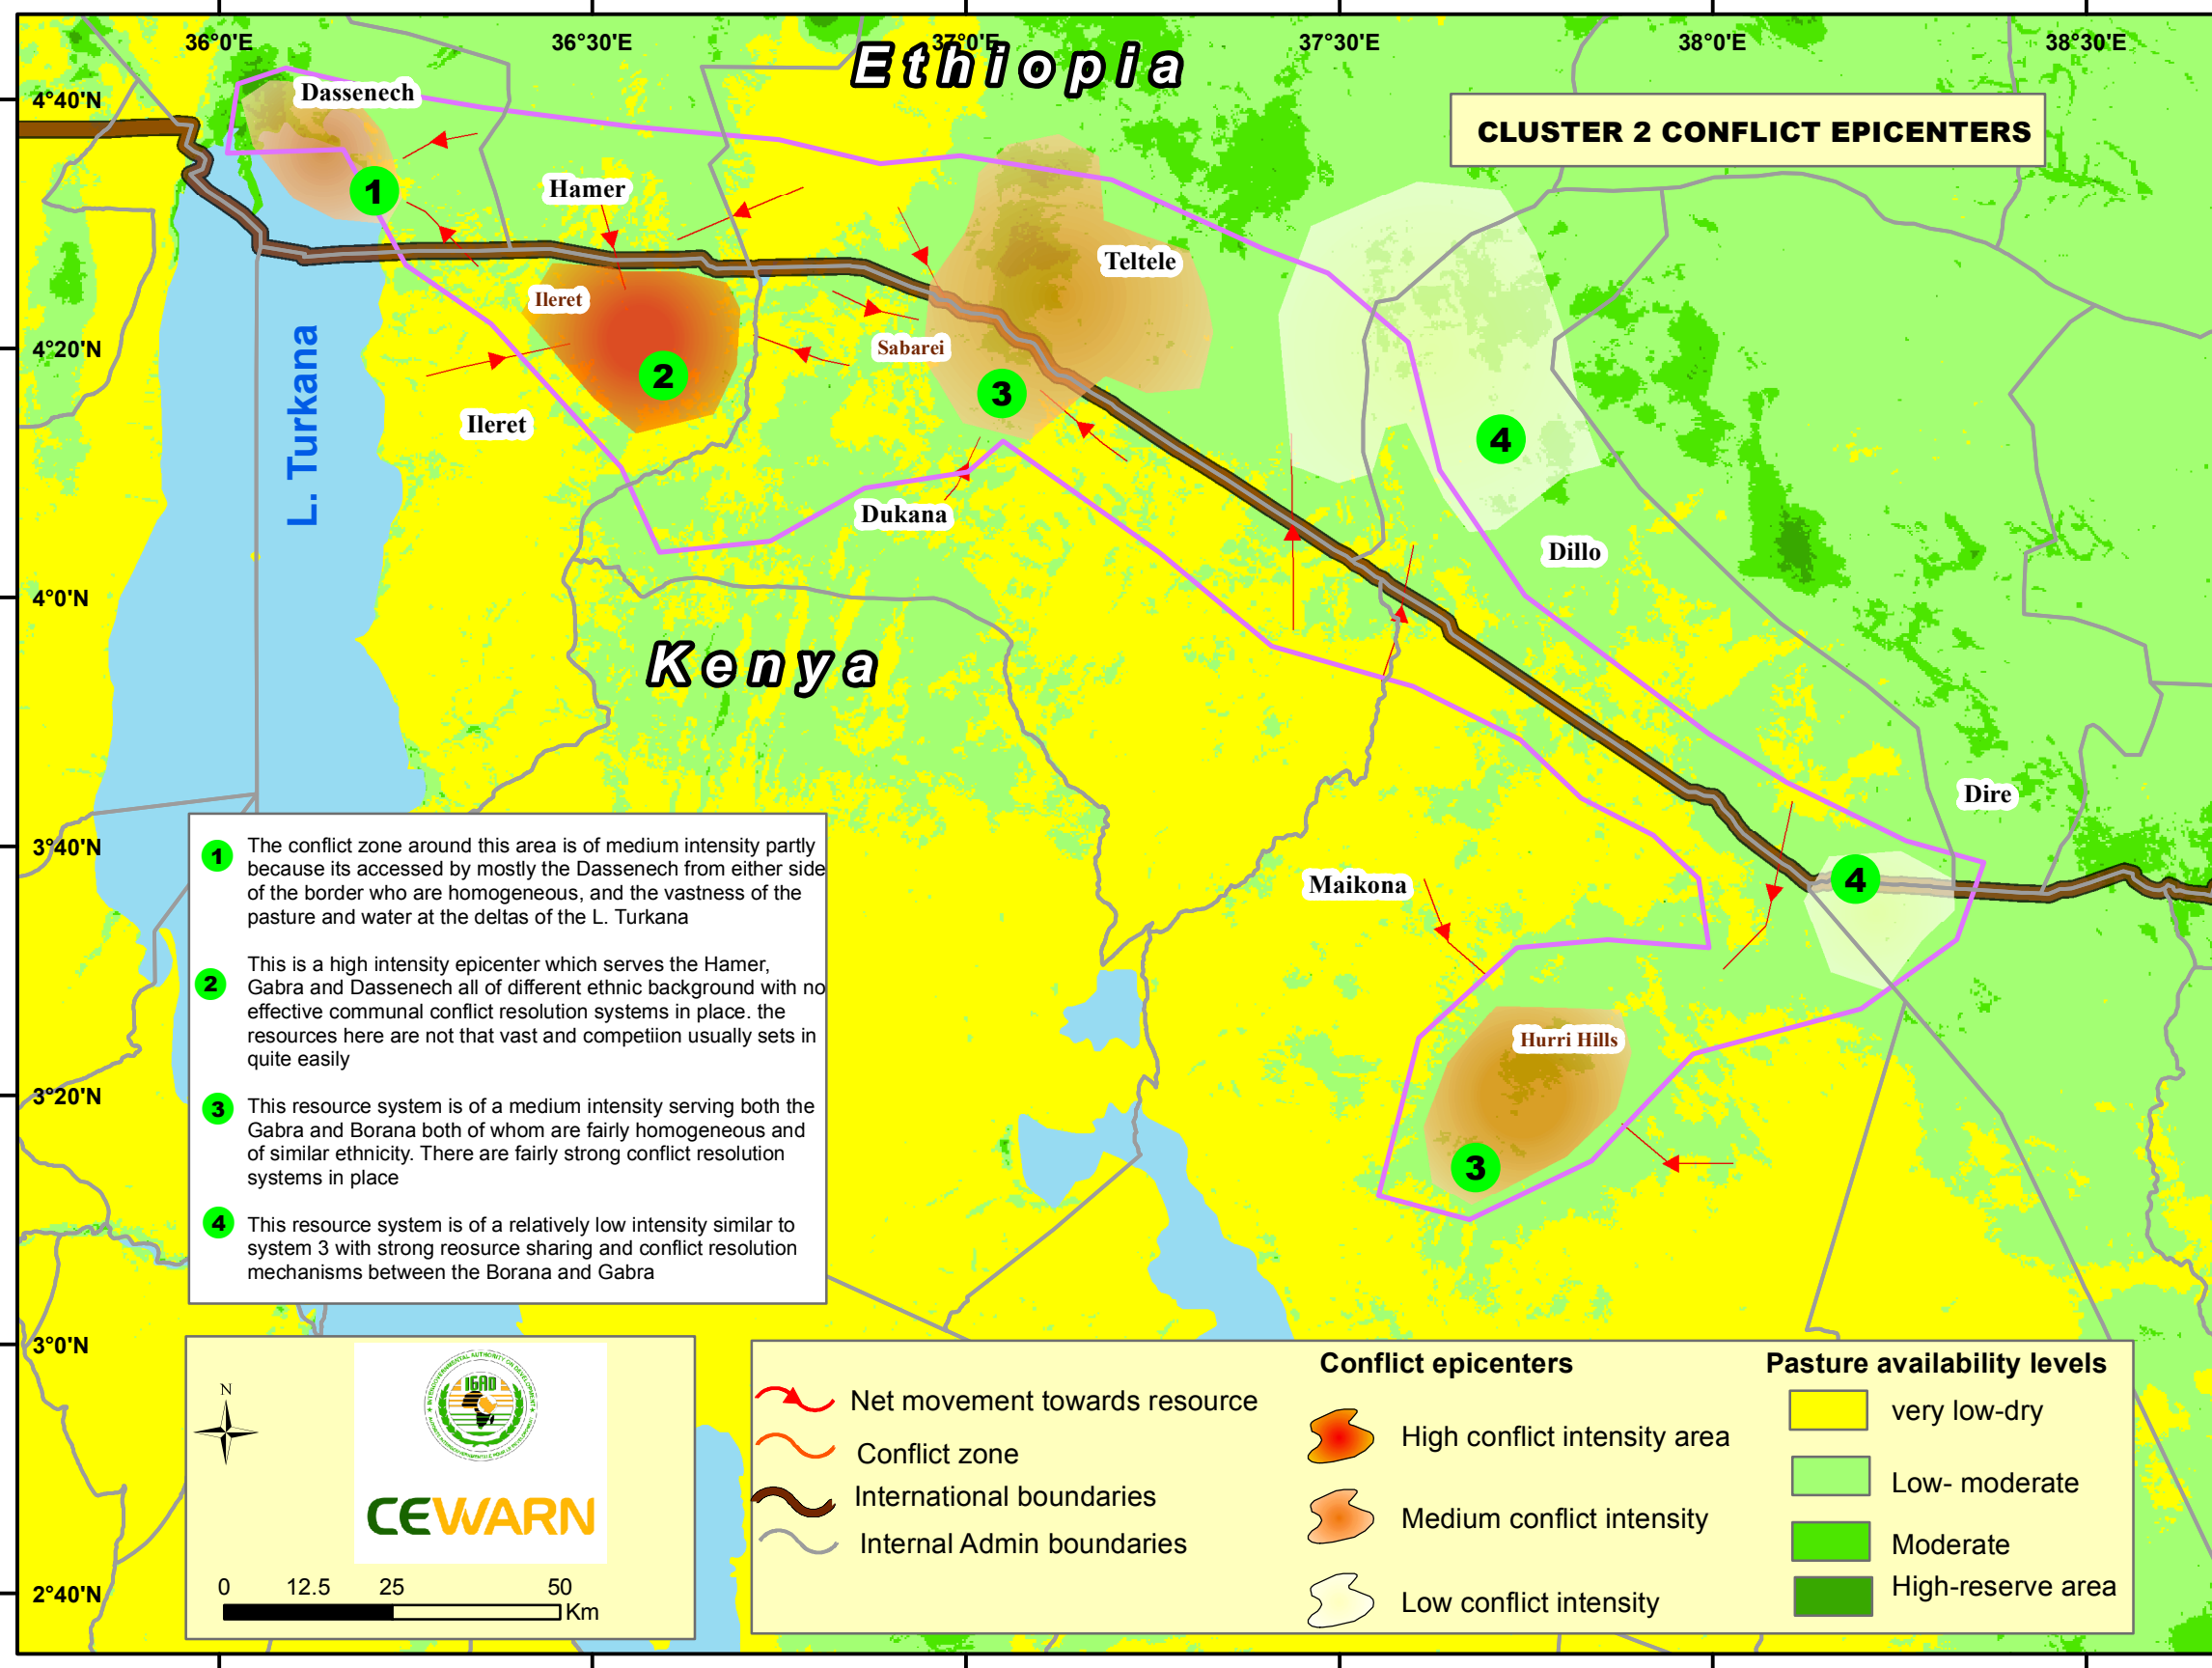 36°0'E
36°30'E
37°0'E
37°30'E
38°0'E
38°30'E
Ethiopia
4°40'N
4°20'N
4°0'N
3°40'N
3°20'N
3°0'N
2°40'N
CLUSTER 2 CONFLICT EPICENTERS
Dassenech
1
Hamer
Teltele
Ileret
2
Sabarei
3
4
L. Turkana
Ileret
Dukana
Dillo
Kenya
Dire
Maikona
4
Hurri Hills
3
1
The conflict zone around this area is of medium intensity partly
because its accessed by mostly the Dassenech from either side
of the border who are homogeneous, and the vastness of the
pasture and water at the deltas of the L. Turkana
2
This is a high intensity epicenter which serves the Hamer,
Gabra and Dassenech all of different ethnic background with no
effective communal conflict resolution systems in place. the
resources here are not that vast and competiion usually sets in
quite easily
3
This resource system is of a medium intensity serving both the
Gabra and Borana both of whom are fairly homogeneous and
of similar ethnicity. There are fairly strong conflict resolution
systems in place
4
This resource system is of a relatively low intensity similar to
system 3 with strong reosurce sharing and conflict resolution
mechanisms between the Borana and Gabra
N
IGAD
CEWARN
0 12.5 25 50
Km
Net movement towards resource
Conflict zone
International boundaries
Internal Admin boundaries
Conflict epicenters
High conflict intensity area
Medium conflict intensity
Low conflict intensity
Pasture availability levels
very low-dry
Low- moderate
Moderate
High-reserve area